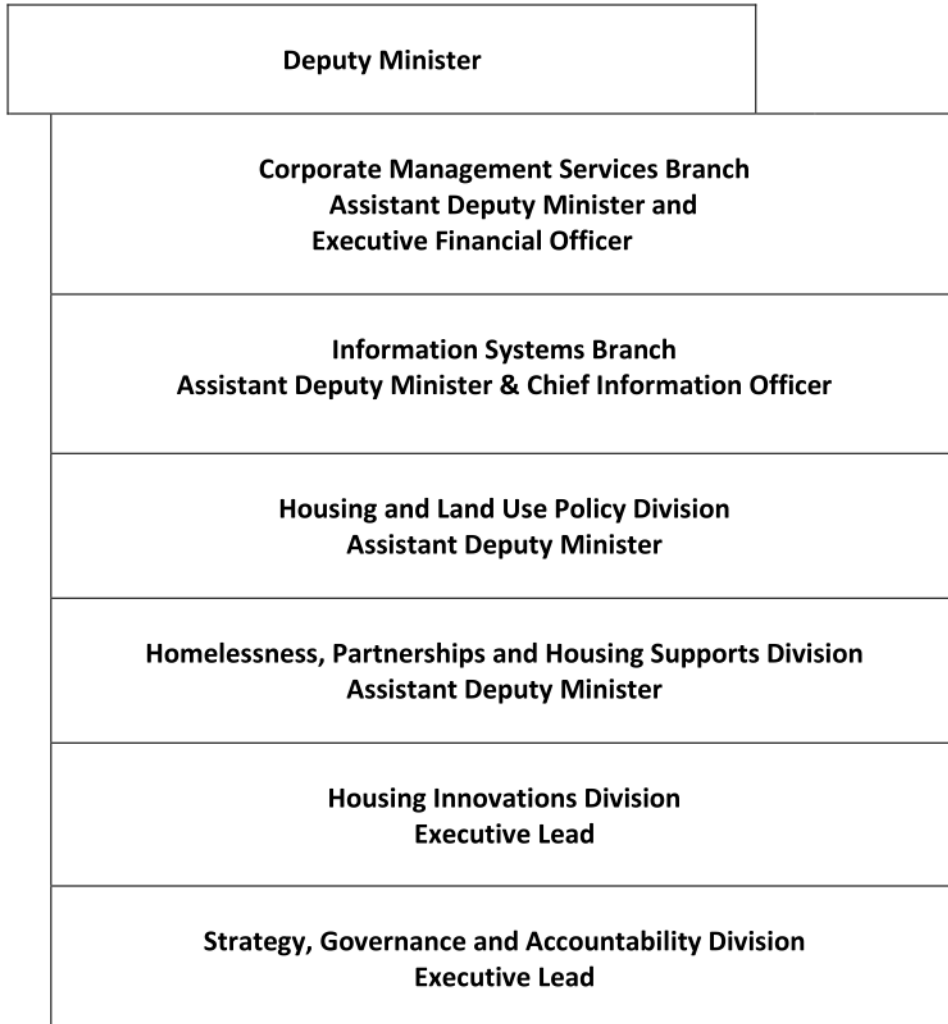 Deputy Minister
Corporate Management Services Branch
Assistant Deputy Minister and
Executive Financial Officer
Information Systems Branch
Assistant Deputy Minister & Chief Information Officer
Housing and Land Use Policy Division
Assistant Deputy Minister
Homelessness, Partnerships and Housing Supports Division
Assistant Deputy Minister
Housing Innovations Division
Executive Lead
Strategy, Governance and Accountability Division
Executive Lead